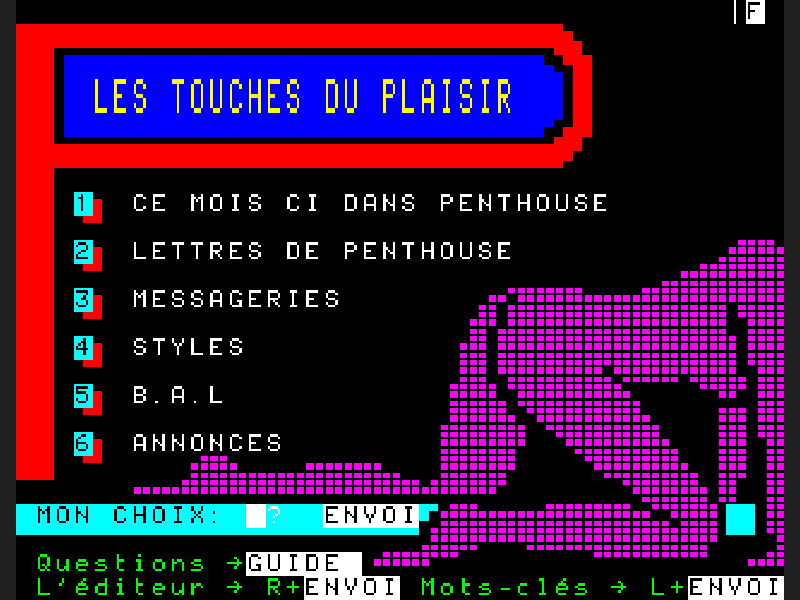 F
LES TOUCHES DU PLAISIR
1 CE MOIS CI DANS PENTHOUSE
2 LETTRES DE PENTHOUSE
3 MESSAGERIES
4 STYLES
5 B.A.L
6 ANNONCES
MON CHOIX: ? ENVOI
Questions →GUIDE
L'éditeur → R+ENVOI Mots-clés → L+ENVOI